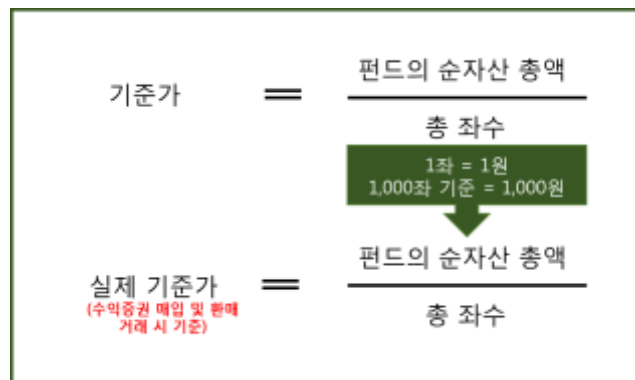 펀드의 순자산 총액
기준가 =
총 좌수
1좌 = 1원
1,000좌 기준 = 1,000원
펀드의 순자산 총액
실제 기준가 =
(수익증권 매입 및 환매
거래 시 기준)
총 좌수